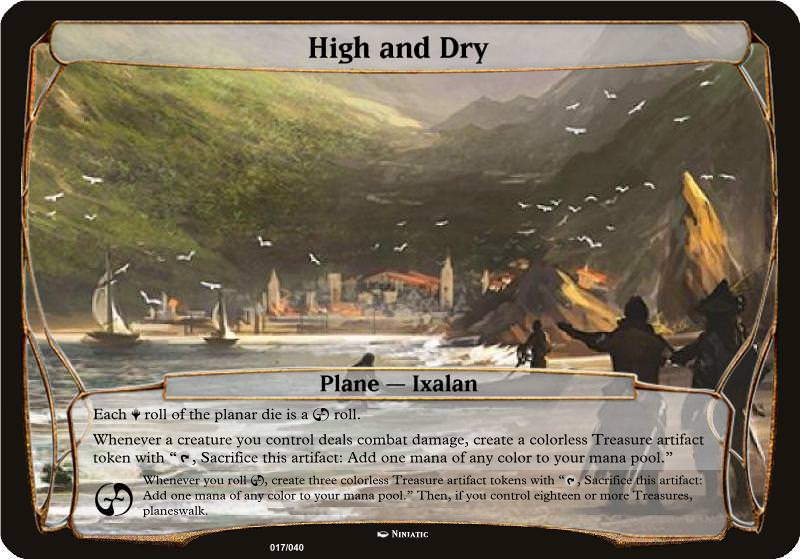 High and Dry
Plane — Ixalan
Each roll of the planar die is a roll.
Whenever a creature you control deals combat damage, create a colorless Treasure artifact
token with “ , Sacrifice this artifact: Add one mana of any color to your mana pool.”
Whenever you roll , create three colorless Treasure artifact tokens with “ , Sacrifice this artifact:
Add one mana of any color to your mana pool.” Then, if you control eighteen or more Treasures,
planeswalk.
Niniatic
017/040